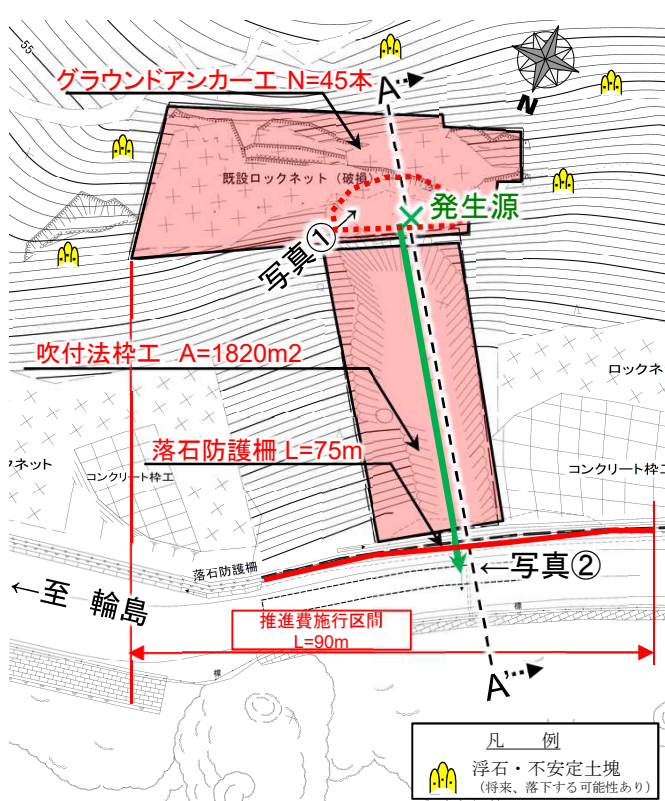 55
グラウンドアンカー工 N=45本
A
N
既設ロックネット（破損）
発生源
写真①
吹付法枠工 A=1820m2
ロックネ
落石防護柵 L=75m
クネット
コンクリート枠工
コンクリート枠工
落石防護柵
←写真②
←至 輪島
標
推進費施行区間
L=90m
標
A'
凡 例
浮石・不安定土塊
（将来、落下する可能性あり）